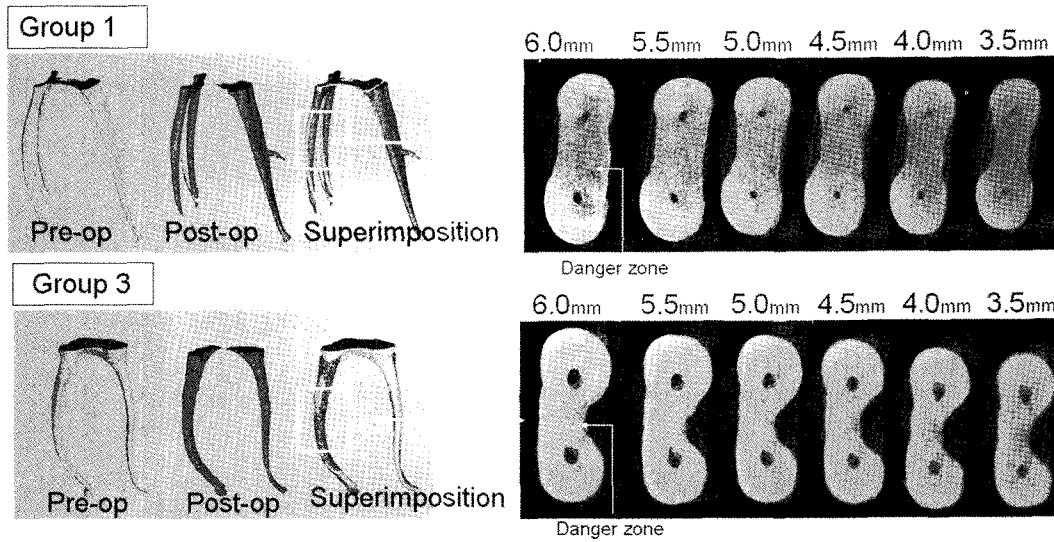 Group 1
6.0mm 5.5mm 5.0mm 4.5mm 4.0mm 3.5mm
Pre-op Post-op Superimposition
Danger zone
Group 3
6.0mm 5.5mm 5.0mm 4.5mm 4.0mm 3.5mm
Pre-op Post-op Superimposition
Danger zone